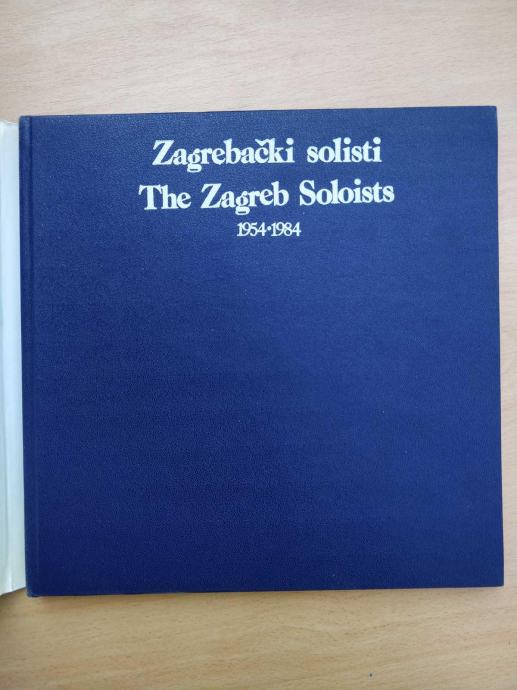 Zagrebački solisti
The Zagreb Soloists
1954•1984